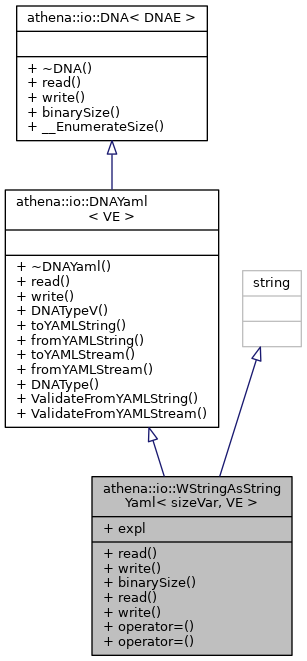 athena::io::DNA< DNAE >
+ ~DNA()
+ read()
+ write()
+ binarySize()
+ __EnumerateSize()
athena::io::DNAYaml
< VE >
+ ~DNAYaml()
+ read()
+ write()
+ DNATypeV()
+ toYAMLString()
+ fromYAMLString()
+ toYAMLStream()
+ fromYAMLStream()
+ DNAType()
+ ValidateFromYAMLString()
+ ValidateFromYAMLStream()
string
athena::io::WStringAsString
Yaml< sizeVar, VE >
+ expl
+ read()
+ write()
+ binarySize()
+ read()
+ write()
+ operator=()
+ operator=()